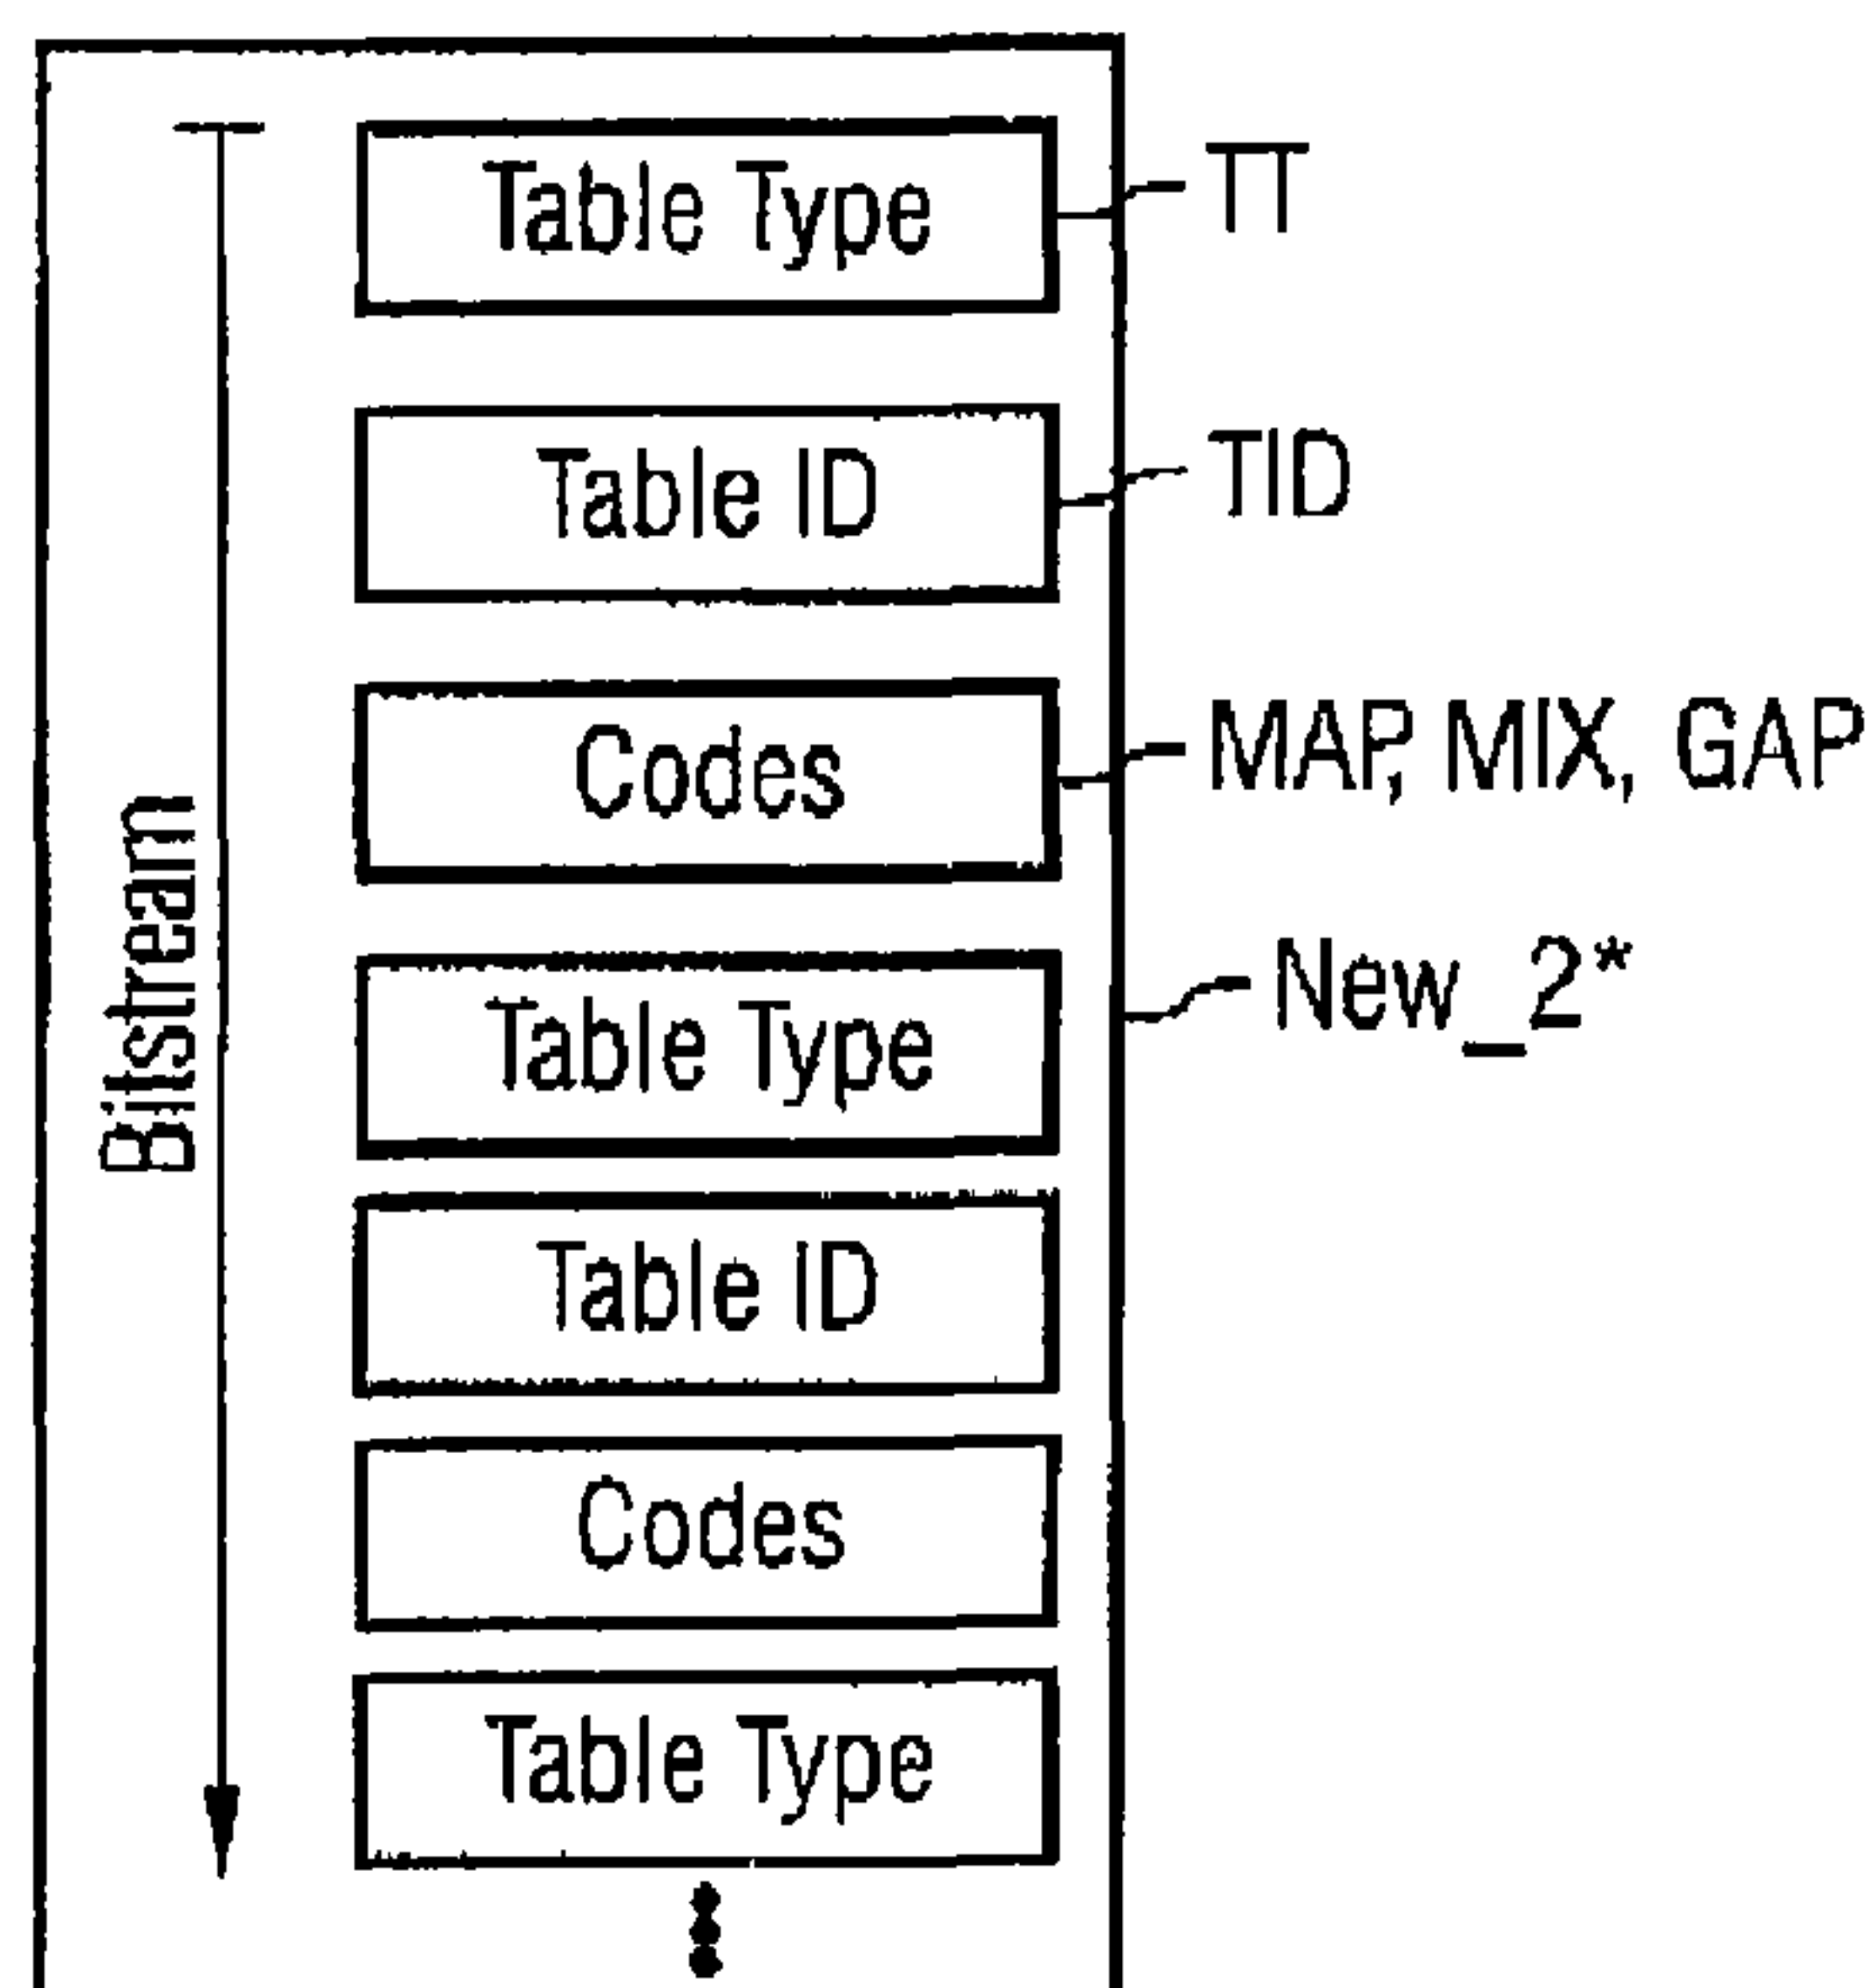 Table Type
TT
Table ID
TID
Codes
MAP, MIX, GAP
Bitstream
New_2*
Table Type
Table ID
Codes
Table Type